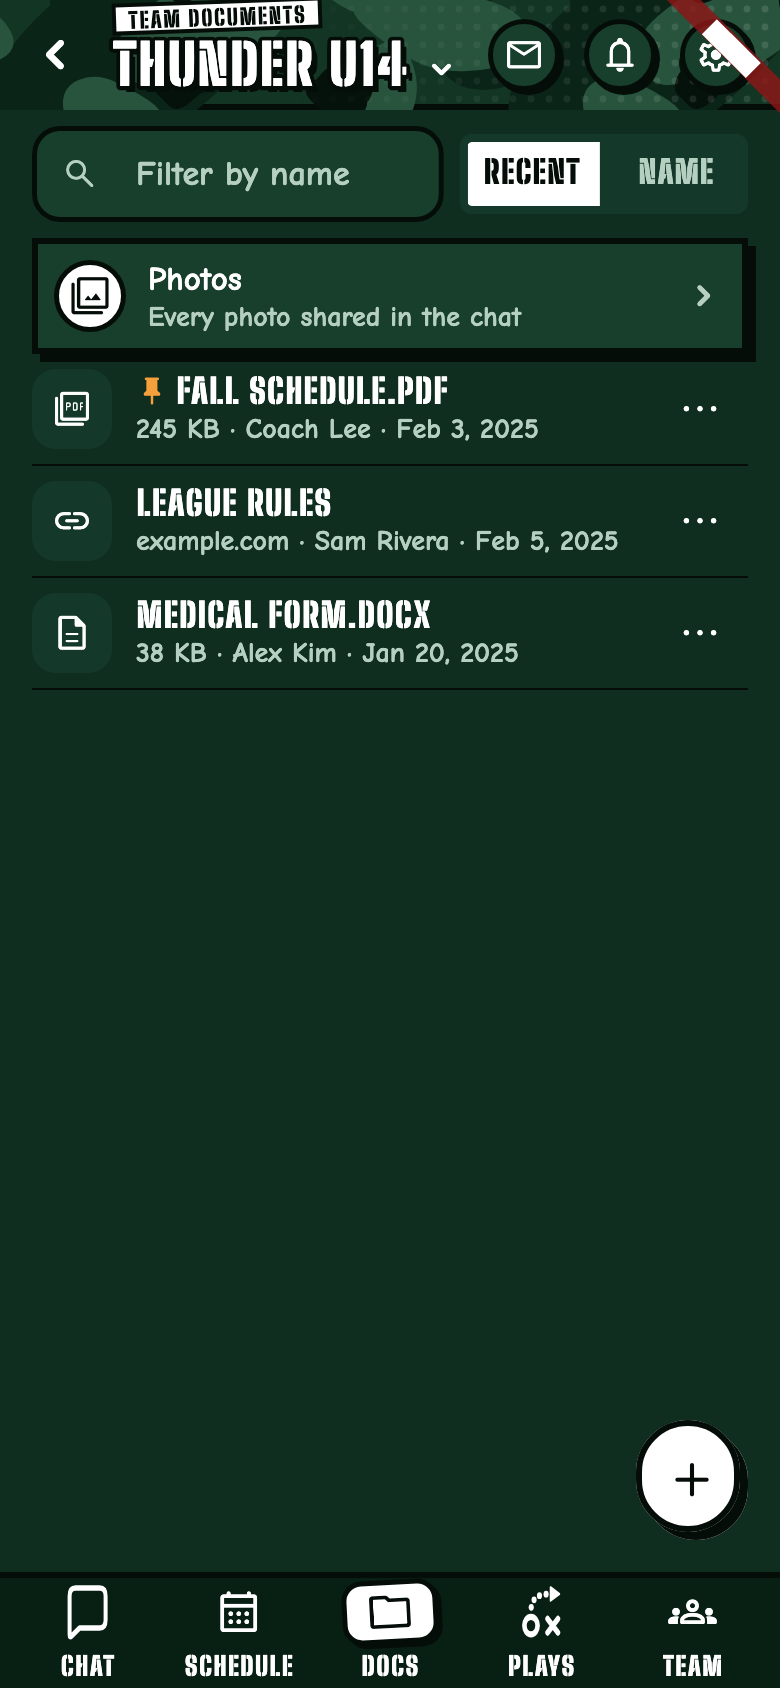 TEAM DOCUMENTS
THUNDER U14
Filter by name
RECENT
NAME
Photos
Every photo shared in the chat
PDF
FALL SCHEDULE.PDF
245 KB · Coach Lee · Feb 3, 2025
LEAGUE RULES
example.com · Sam Rivera · Feb 5, 2025
MEDICAL FORM.DOCX
38 KB · Alex Kim · Jan 20, 2025
CHAT
SCHEDULE
DOCS
PLAYS
TEAM